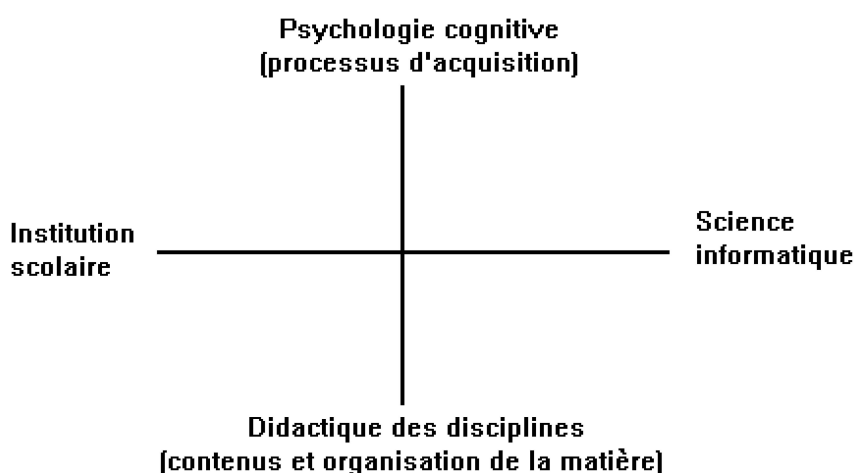 Psychologie cognitive
(processus d'acquisition)
Institution
scolaire
Science
informatique
Didactique des disciplines
(contenus et organisation de la matière)